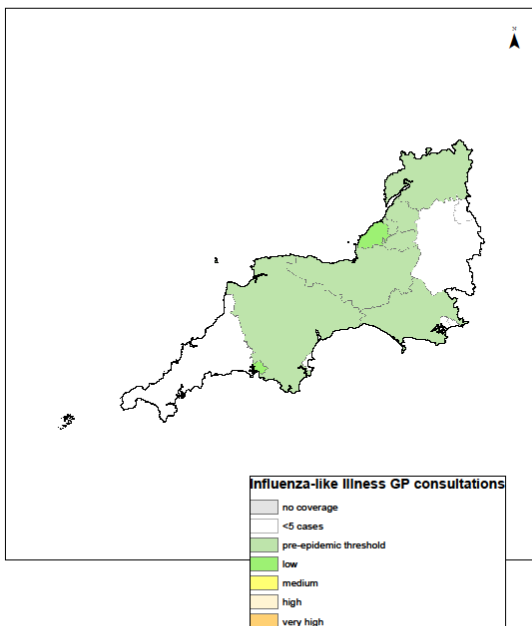 N
Influenza-like Illness GP consultations
no coverage
<5 cases
pre-epidemic threshold
low
medium
high
very high